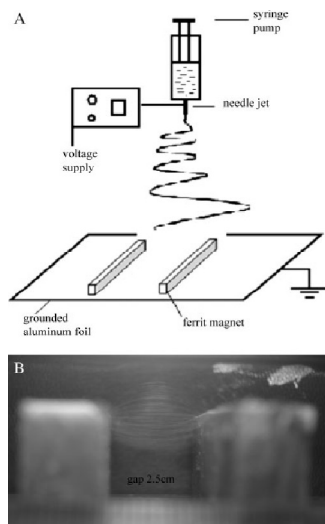 A
syringe
pump
needle jet
voltage
supply
grounded
aluminum foil
ferrit magnet
B
gap 2.5cm